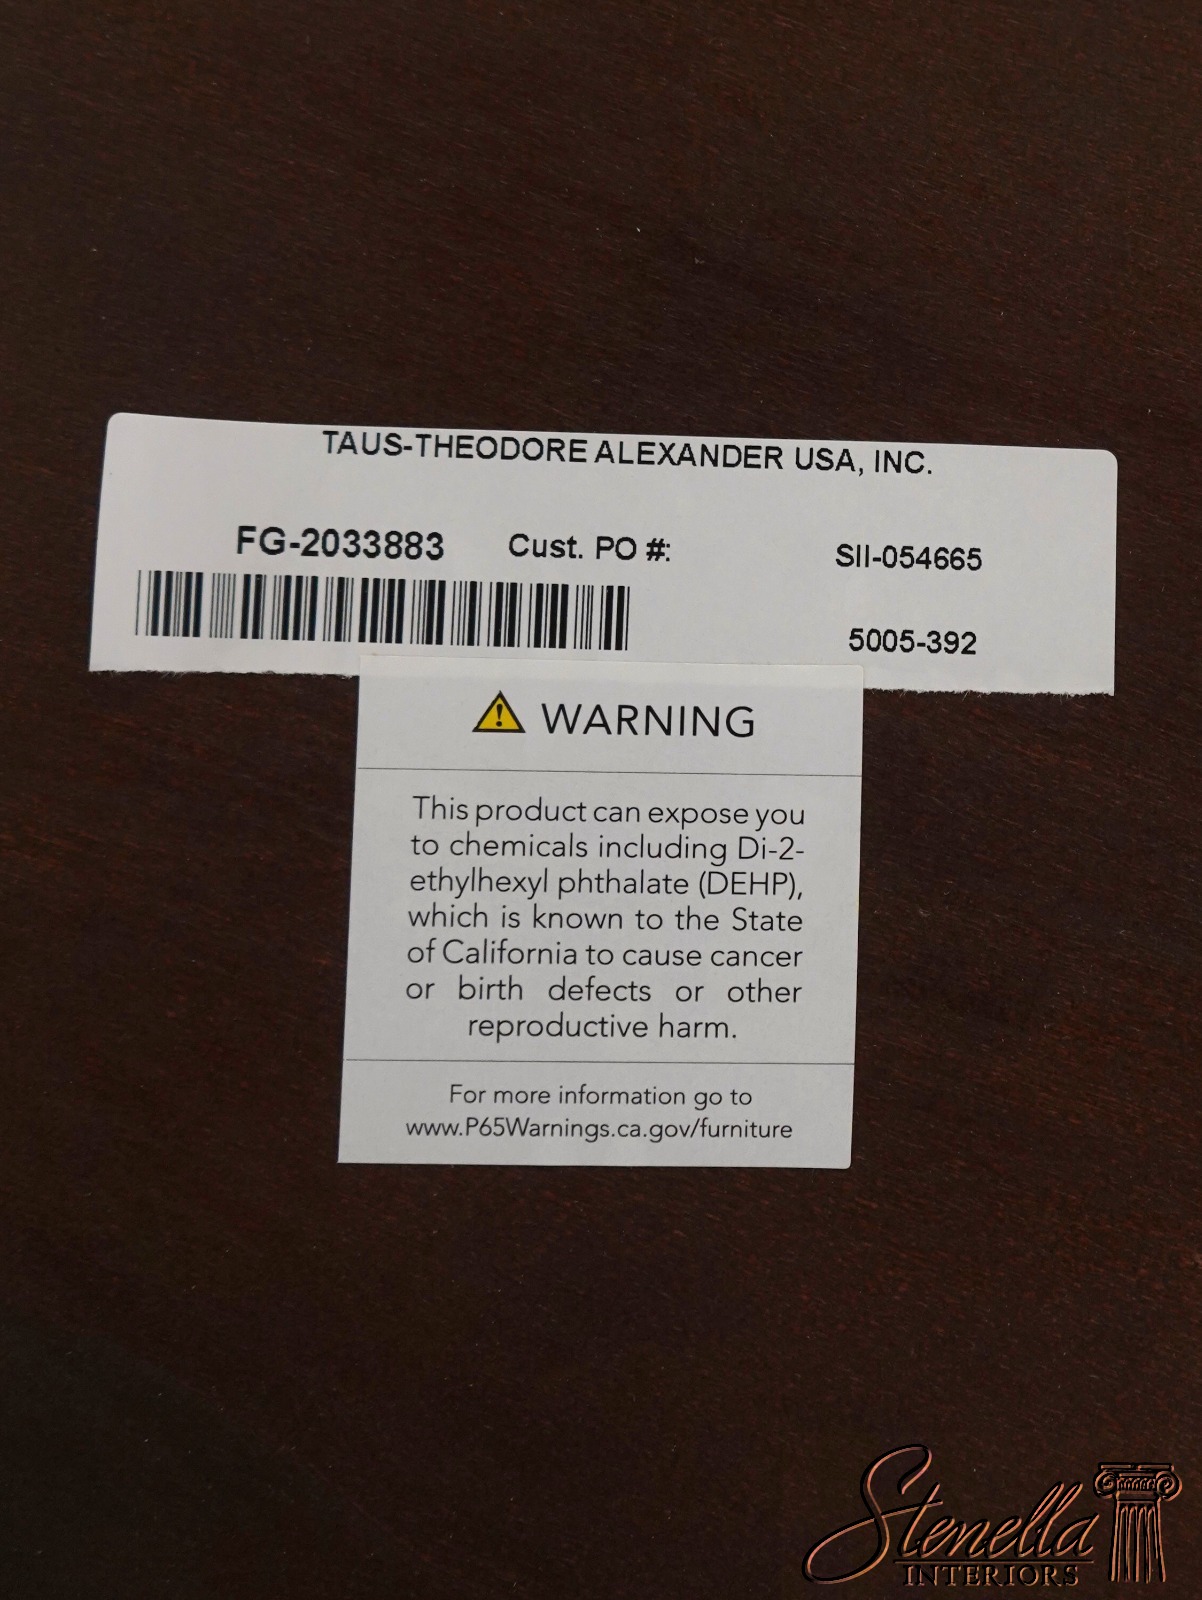 TAUS-THEODORE ALEXANDER USA, INC.
FG-2033883 Cust. PO #: SII-054665
5005-392
WARNING
This product can expose you
to chemicals including Di-2-
ethylhexyl phthalate (DEHP),
which is known to the State
of California to cause cancer
or birth defects or other
reproductive harm.
For more information go to
www.P65Warnings.ca.gov/furniture
Stenella
INTERIORS